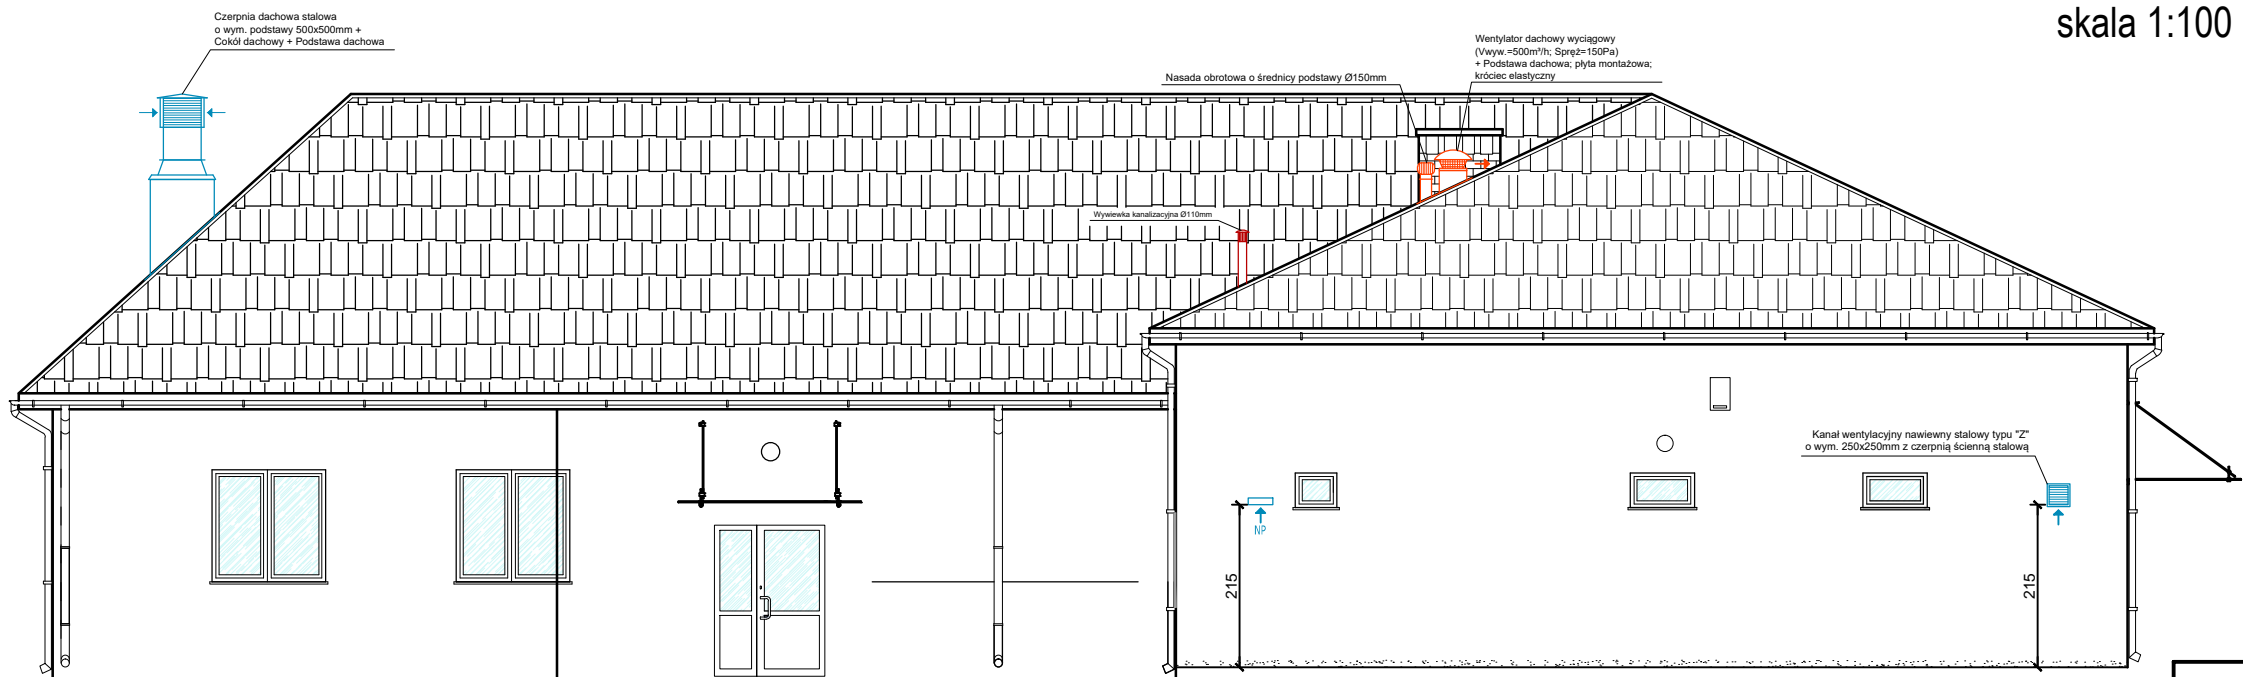 skala 1:100
Czerpnia dachowa stalowa
o wym. podstawy 500x500mm +
Cokół dachowy + Podstawa dachowa
Wentylator dachowy wyciągowy
(Vwyw.=500m³/h; Spręż=150Pa)
+ Podstawa dachowa; płyta montażowa;
króciec elastyczny
Nasada obrotowa o średnicy podstawy Ø150mm
Wywiewka kanalizacyjna Ø110mm
Kanał wentylacyjny nawiewny stalowy typu "Z"
o wym. 250x250mm z czerpnią ścienną stalową
NP
215
215